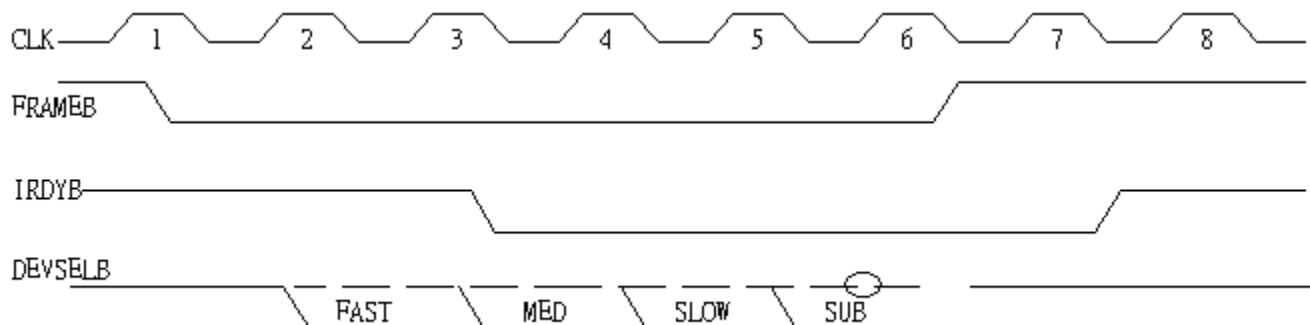 CLK 1 2 3 4 5 6 7 8
FRAMEB
IRDYB
DEVSELB
FAST MED SLOW SUB